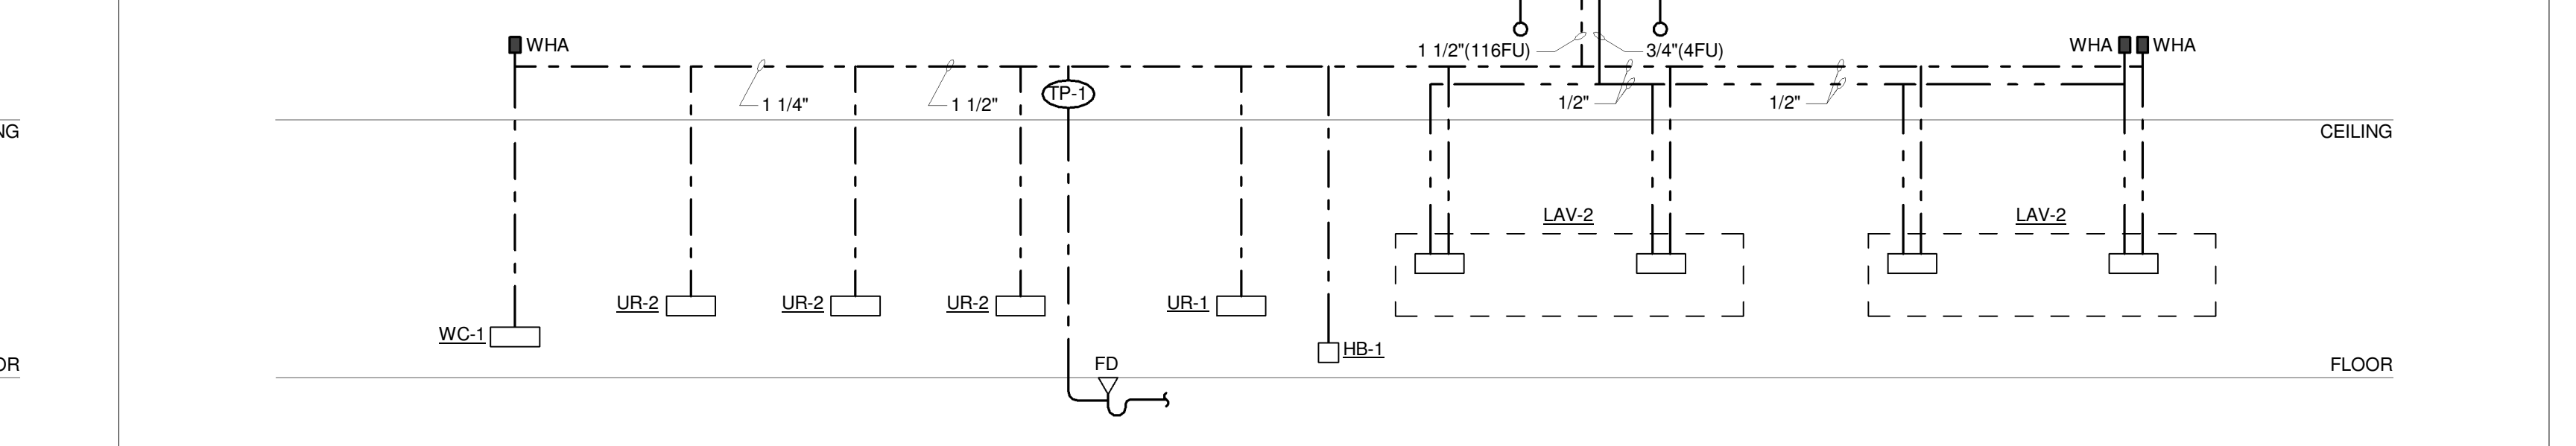 WHA
1 1/2"(116FU)
3/4"(4FU)
WHA
WHA
TP-1
1 1/4"
1 1/2"
1/2"
1/2"
NG
CEILING
LAV-2
LAV-2
UR-2
UR-2
UR-2
UR-1
WC-1
HB-1
OR
FD
FLOOR